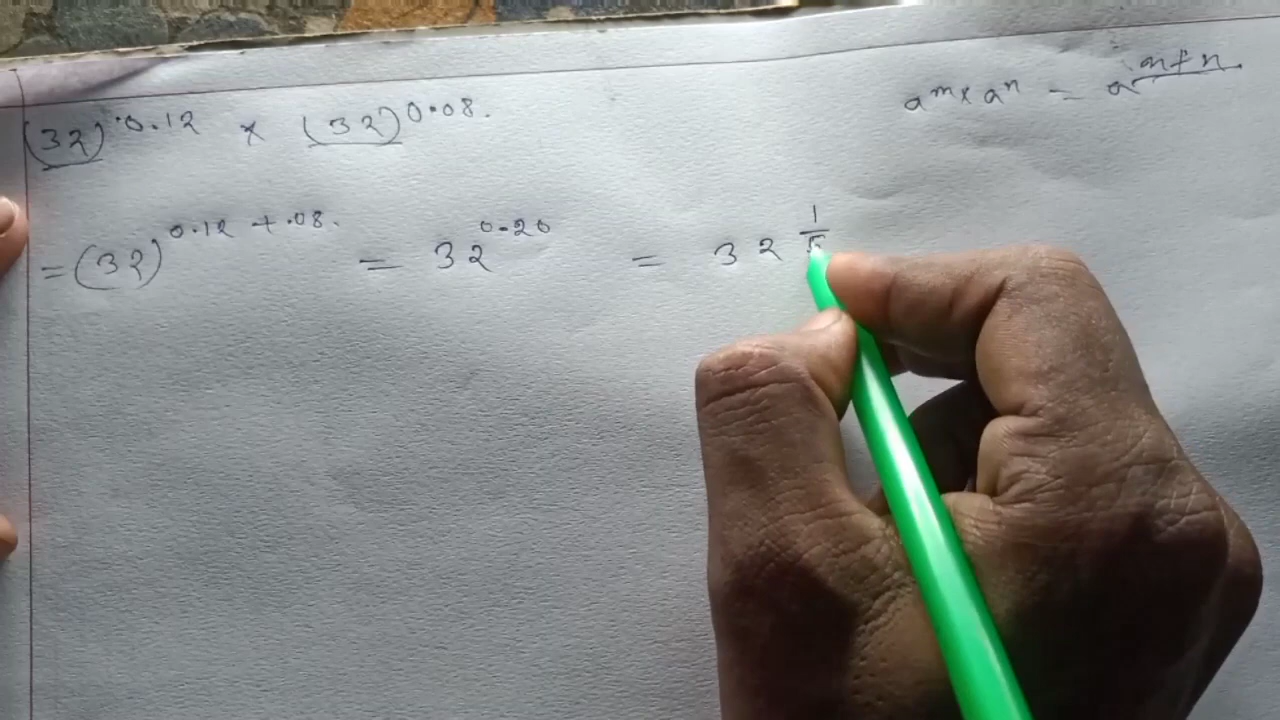 (32)^0.12 × (32)^0.08.
a^m × a^n = a^m+n
= (32)^0.12 + .08. = 32^0.20 = 32^1/5